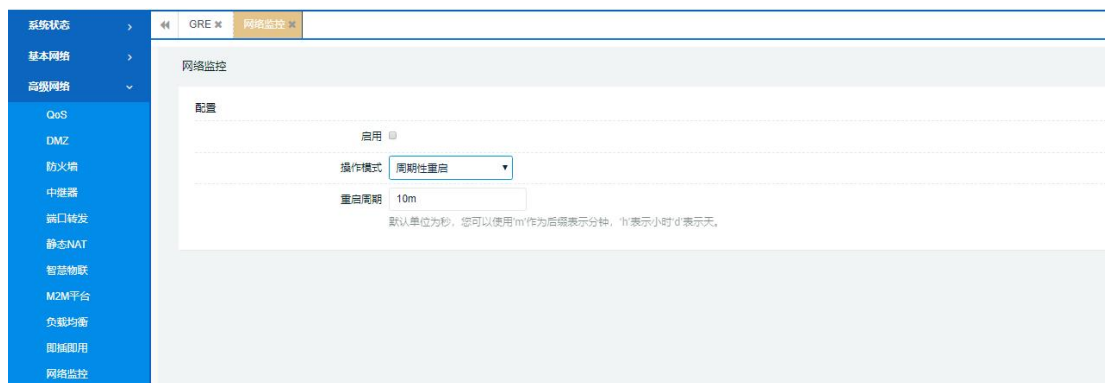 系统状态
基本网络
高级网络
QoS
DMZ
防火墙
中继器
端口转发
静态NAT
智慧物联
M2M平台
负载均衡
即插即用
网络监控
GRE
网络监控
网络监控
配置
启用
操作模式 周期性重启
重启周期 10m
默认单位为秒，您可以使用'm'作为后缀表示分钟，'h'表示小时'd'表示天。